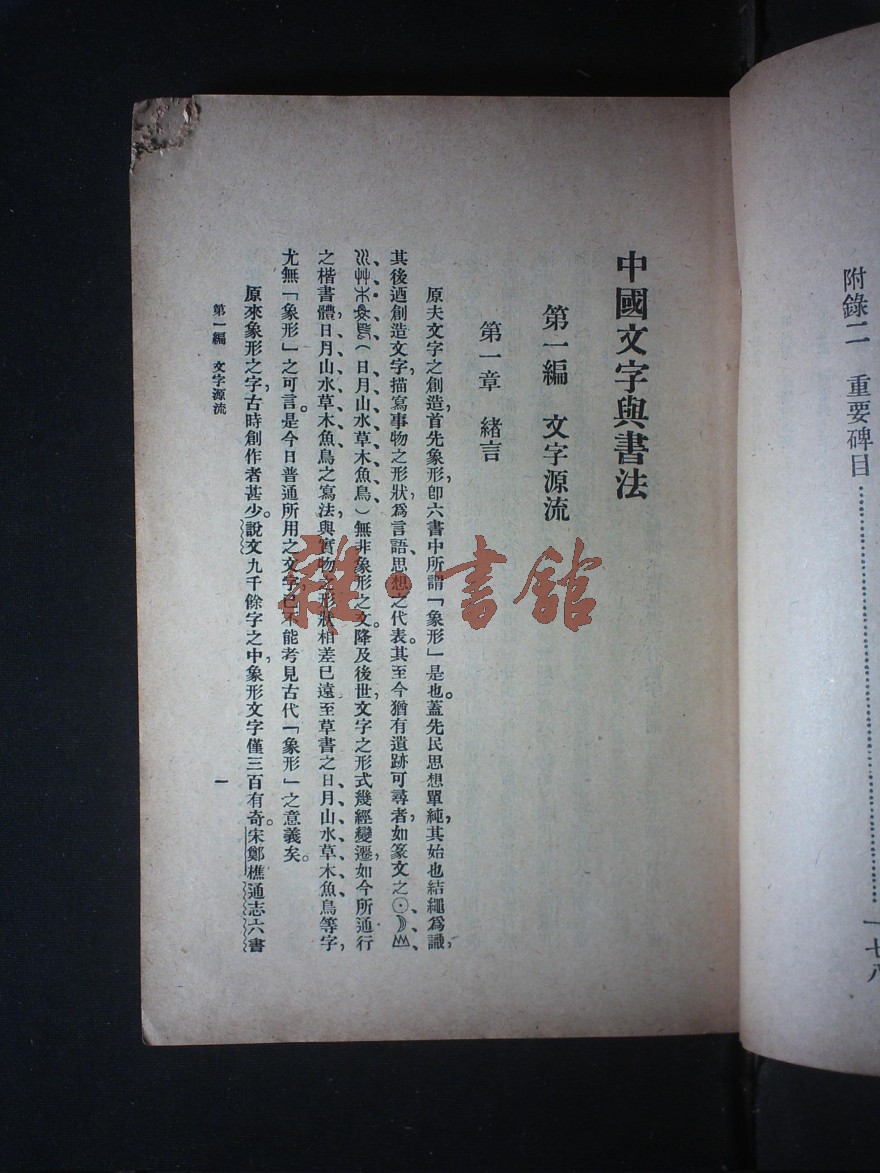 附錄二　重要碑目……………………………一七八
中國文字與書法
第一編　文字源流
第一章　緒言
原夫文字之創造，首先象形，卽六書中所謂「象形」是也。蓋先民思想單純，其始也結繩爲識，
其後迺創造文字，描寫事物之形狀，爲言語思想之代表。其至今猶有遺跡可尋者，如篆文之
（日月山水草木魚鳥）無非象形之文。降及後世，文字之形式幾經變遷，如今所通行
之楷書體，日月山水草木魚鳥之寫法，與實物之形狀相差已遠，至草書之日月山水草木魚鳥等字，
尤無「象形」之可言。是今日普通所用之文字，已不能考見古代「象形」之意義矣。
原來象形之字，古時創作者甚少。說文九千餘字之中，象形文字僅三百有奇。宋鄭樵通志六書
第一編　文字源流
一
雜·書館